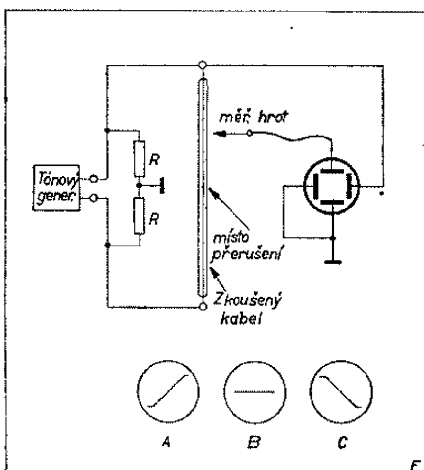 měř. hrot
Tónový
gener.
R
R
místo
přerušení
Zkoušený
kabel
A B C